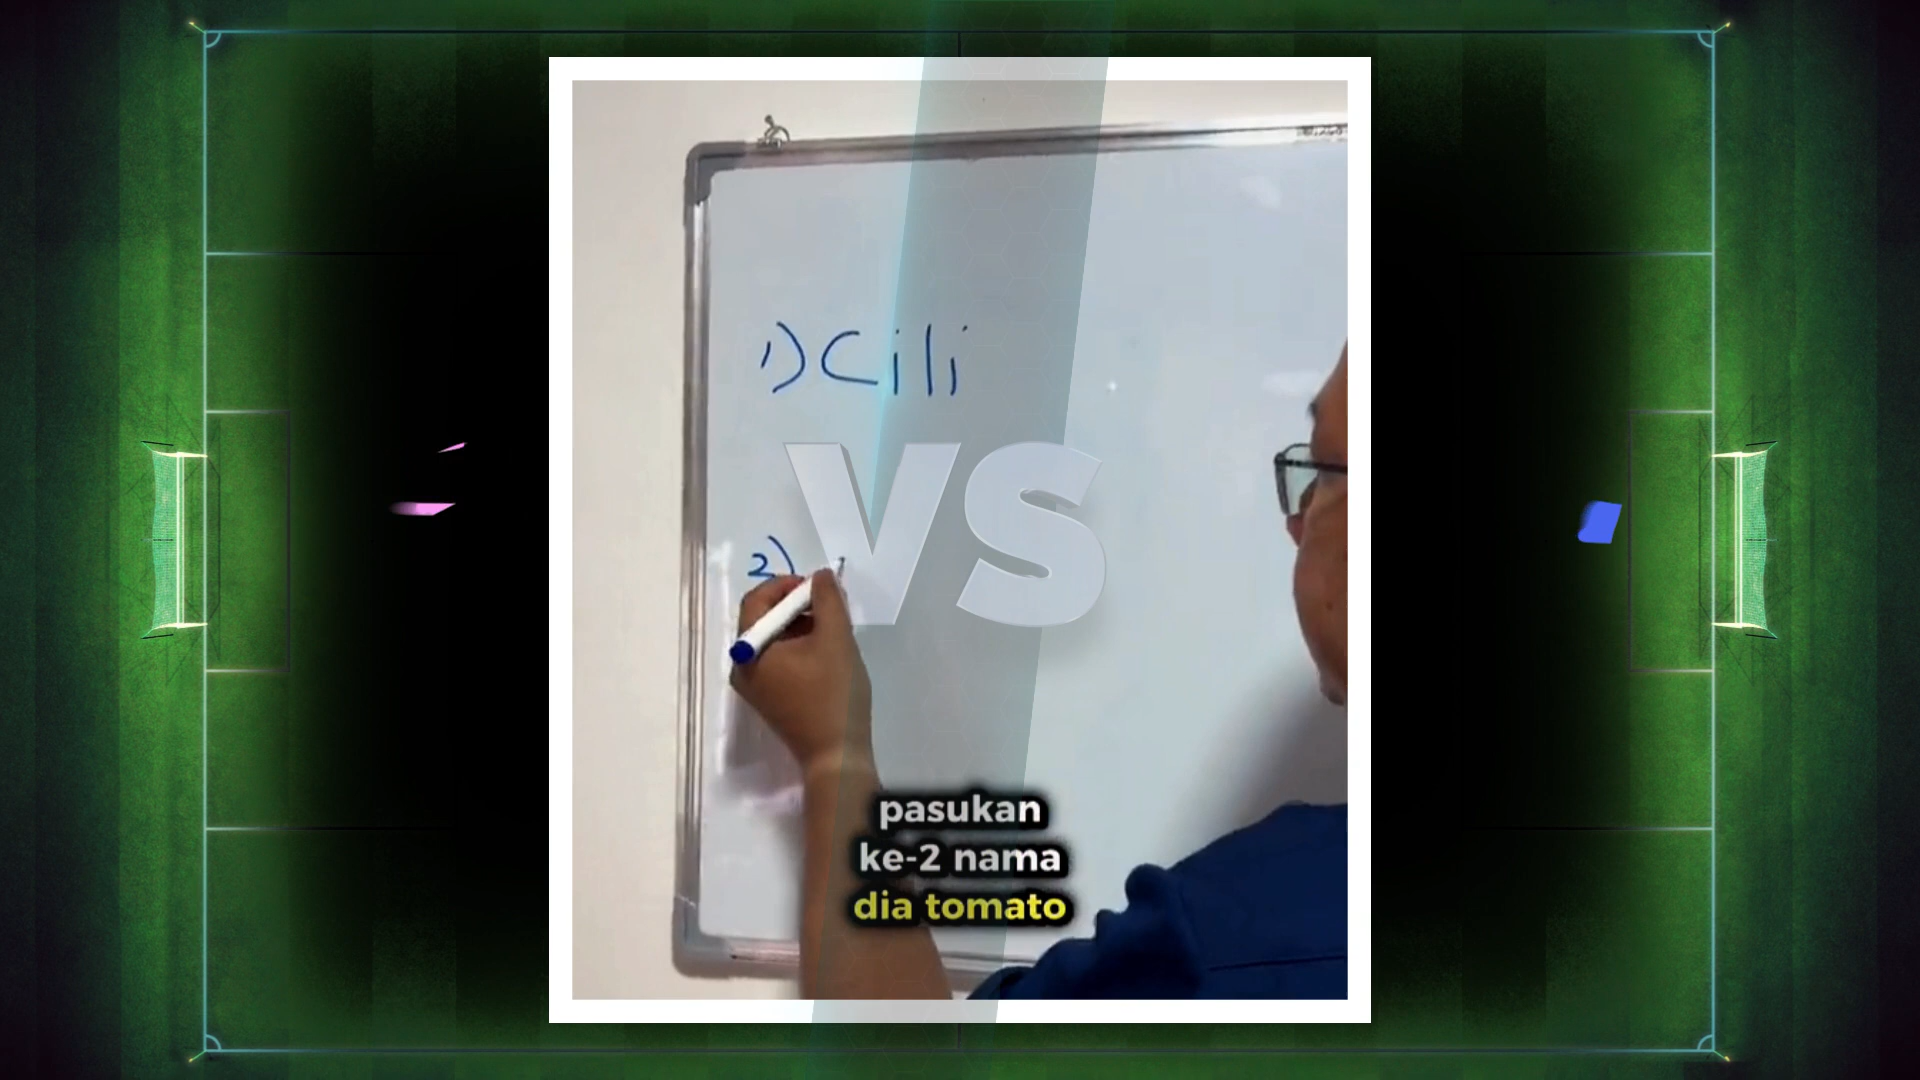 1) Cili
VS
2)
pasukan
ke-2 nama
dia tomato